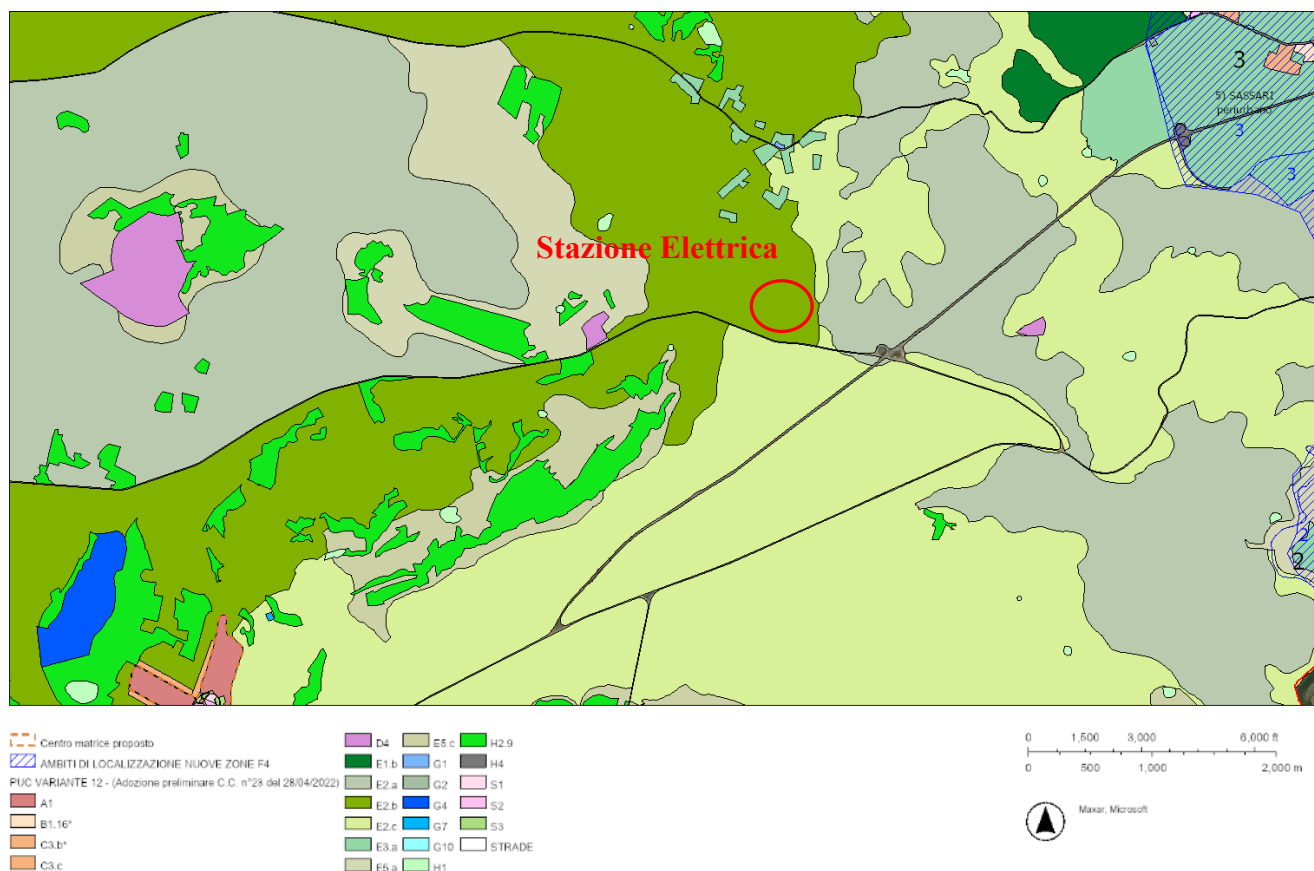 3
51 SASSARI
periurbano
3
3
Stazione Elettrica
2
2
Centro matrice proposto
AMBITI DI LOCALIZZAZIONE NUOVE ZONE F4
PUC VARIANTE 12 - (Adozione preliminare C.C. n°23 del 28/04/2022)
A1
B1.16*
C3.b*
C3.c
D4
E1.b
E2.a
E2.b
E2.c
E3.a
E5.a
E5.c
G1
G2
G4
G7
G10
H1
H2.9
H4
S1
S2
S3
STRADE
0 1,500 3,000 6,000 ft
0 500 1,000 2,000 m
Maxar, Microsoft